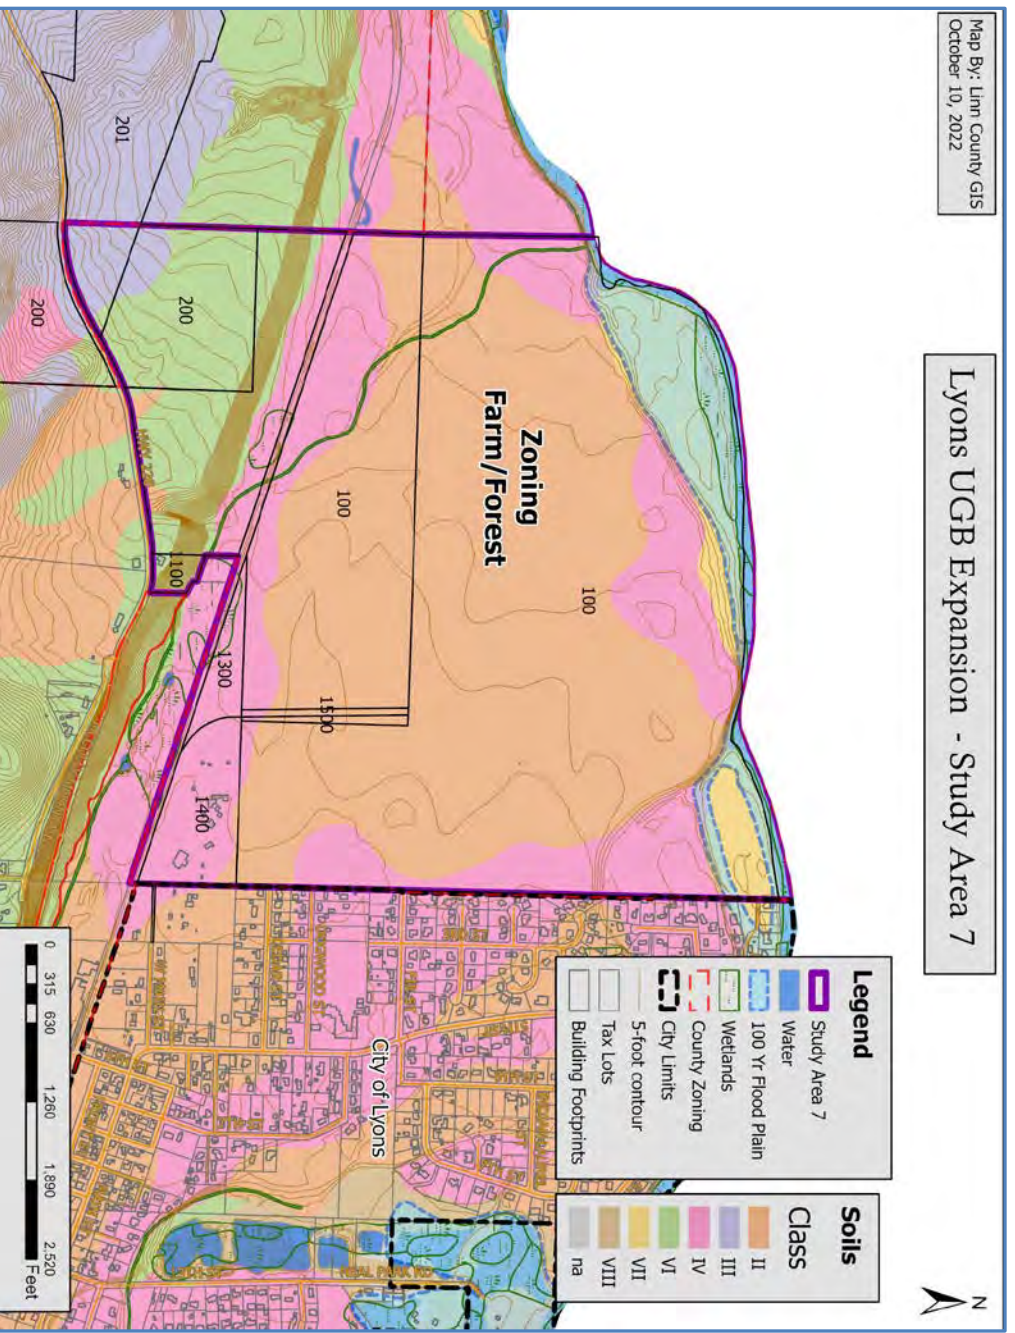 Lyons UGB Expansion - Study Area 7
Map By: Linn County GIS
October 10, 2022
N
Zoning
Farm/Forest
100
100
201
200
200
1100
1300
1400
1500
City of Lyons
DOGWOOD ST
Legend
Study Area 7
Water
100 Yr Flood Plain
Wetlands
County Zoning
City Limits
5-foot contour
Tax Lots
Building Footprints
Soils
Class
II
III
IV
VI
VII
VIII
na
0 315 630 1,260 1,890 2,520
Feet